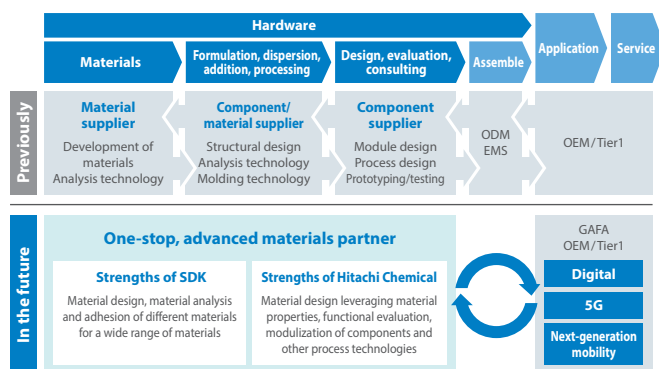 Hardware
Materials
Formulation, dispersion,
addition, processing
Design, evaluation,
consulting
Assemble
Application
Service
Previously
Material
supplier
Development of
materials
Analysis technology
Component/
material supplier
Structural design
Analysis technology
Molding technology
Component
supplier
Module design
Process design
Prototyping/testing
ODM
EMS
OEM/Tier1
In the future
One-stop, advanced materials partner
Strengths of SDK
Material design, material analysis
and adhesion of different materials
for a wide range of materials
Strengths of Hitachi Chemical
Material design leveraging material
properties, functional evaluation,
modulization of components and
other process technologies
GAFA
OEM/Tier1
Digital
5G
Next-generation
mobility